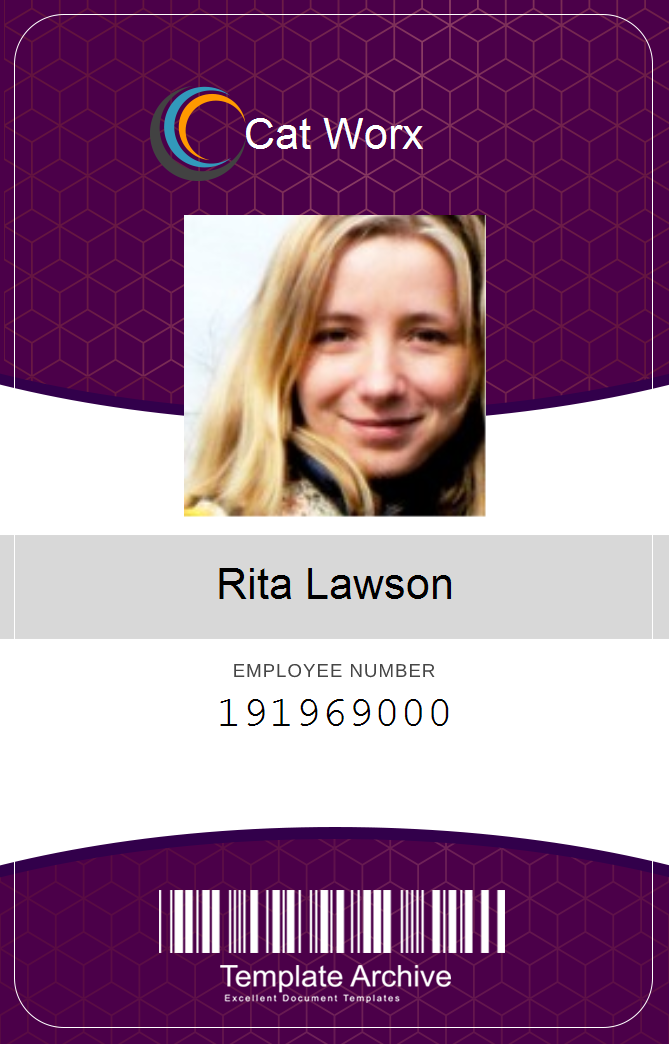 Cat Worx
Rita Lawson
EMPLOYEE NUMBER
191969000
Template Archive
Excellent Document Templates